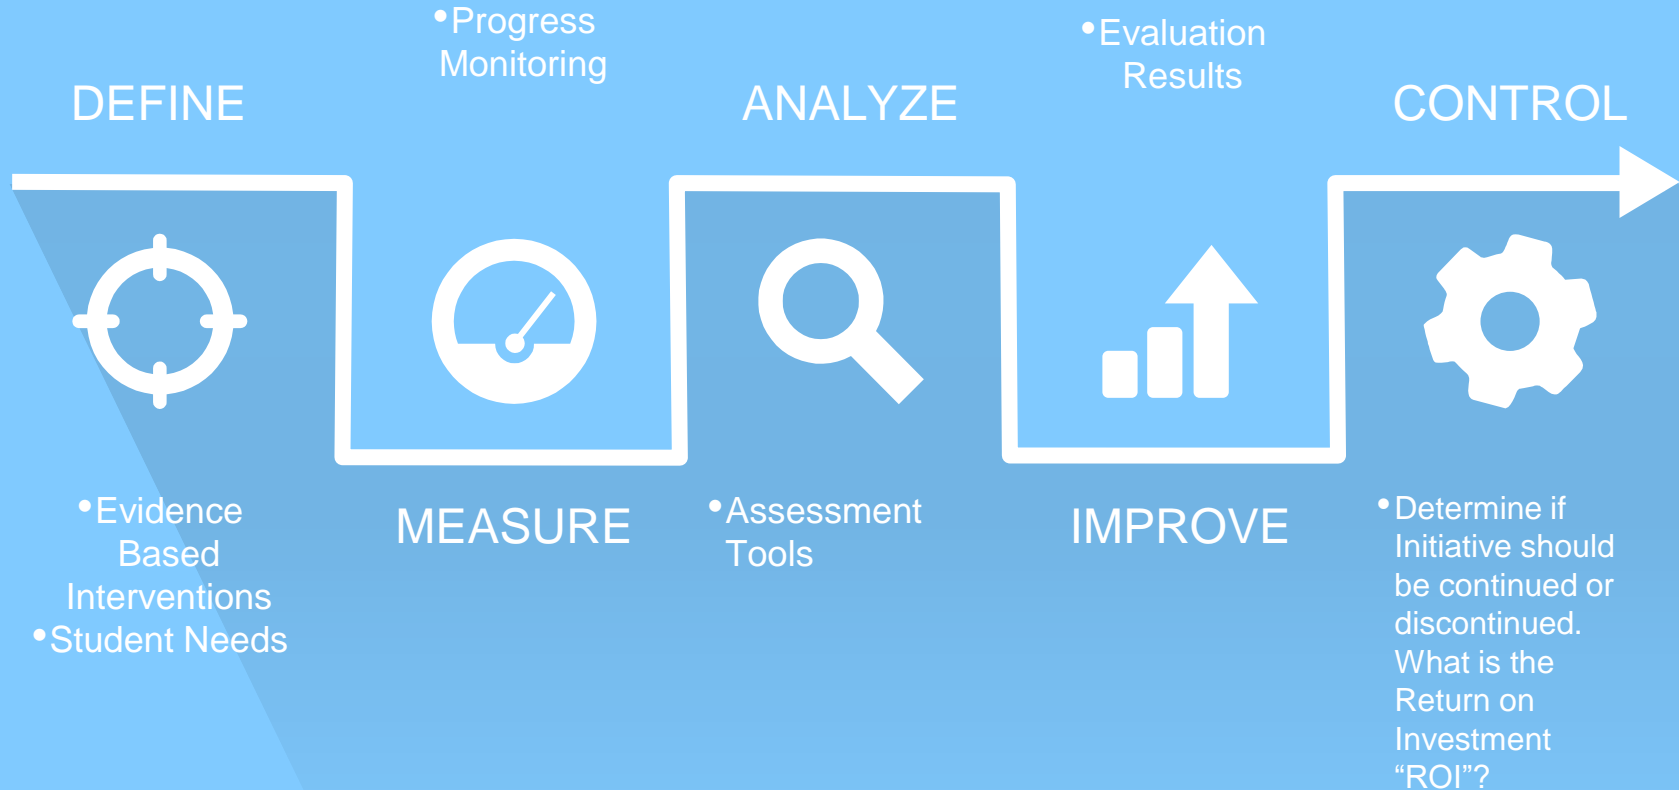 DEFINE
•Evidence
Based
Interventions
•Student Needs
•Progress
Monitoring
MEASURE
ANALYZE
•Assessment
Tools
•Evaluation
Results
IMPROVE
CONTROL
•Determine if
Initiative should
be continued or
discontinued.
What is the
Return on
Investment
“ROI”?